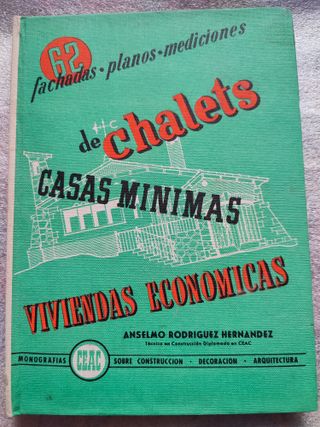 62
fachadas • planos • mediciones
de chalets
CASAS MINIMAS
VIVIENDAS ECONOMICAS
ANSELMO RODRIGUEZ HERNANDEZ
Técnico en Construcción Diplomado en CEAC
MONOGRAFIAS CEAC SOBRE CONSTRUCCION • DECORACION • ARQUITECTURA